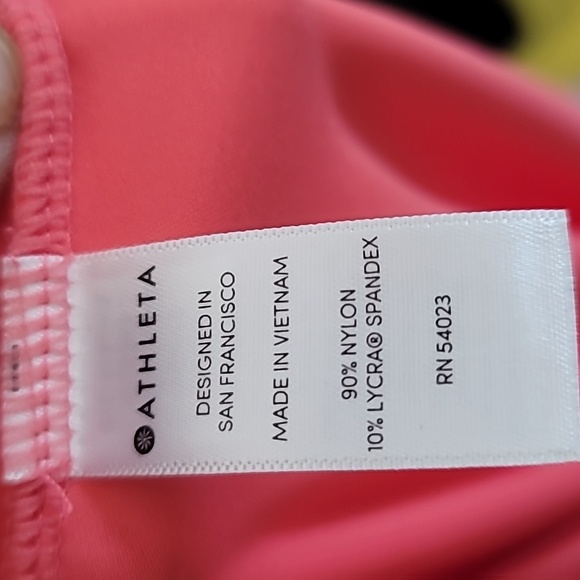 ATHLETA
DESIGNED IN
SAN FRANCISCO
MADE IN VIETNAM
90% NYLON
10% LYCRA® SPANDEX
RN 54023